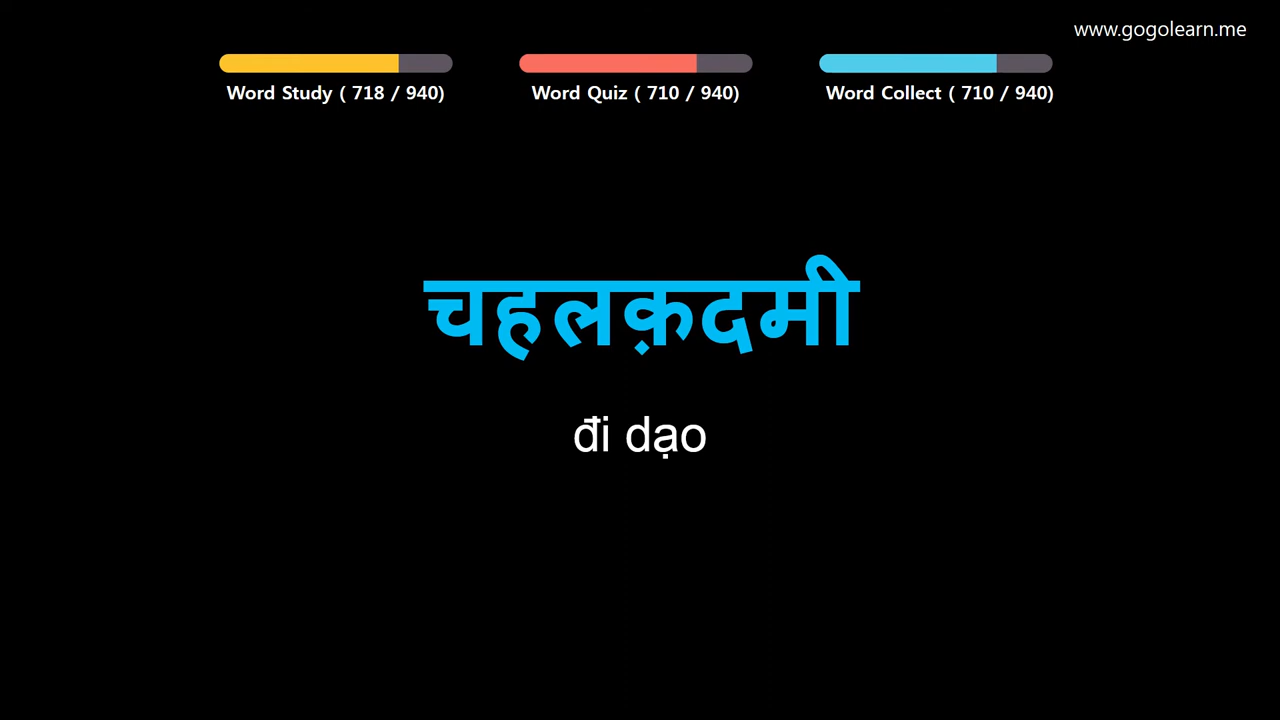 www.gogolearn.me
Word Study ( 718 / 940)
Word Quiz ( 710 / 940)
Word Collect ( 710 / 940)
चहलक़दमी
đi dạo